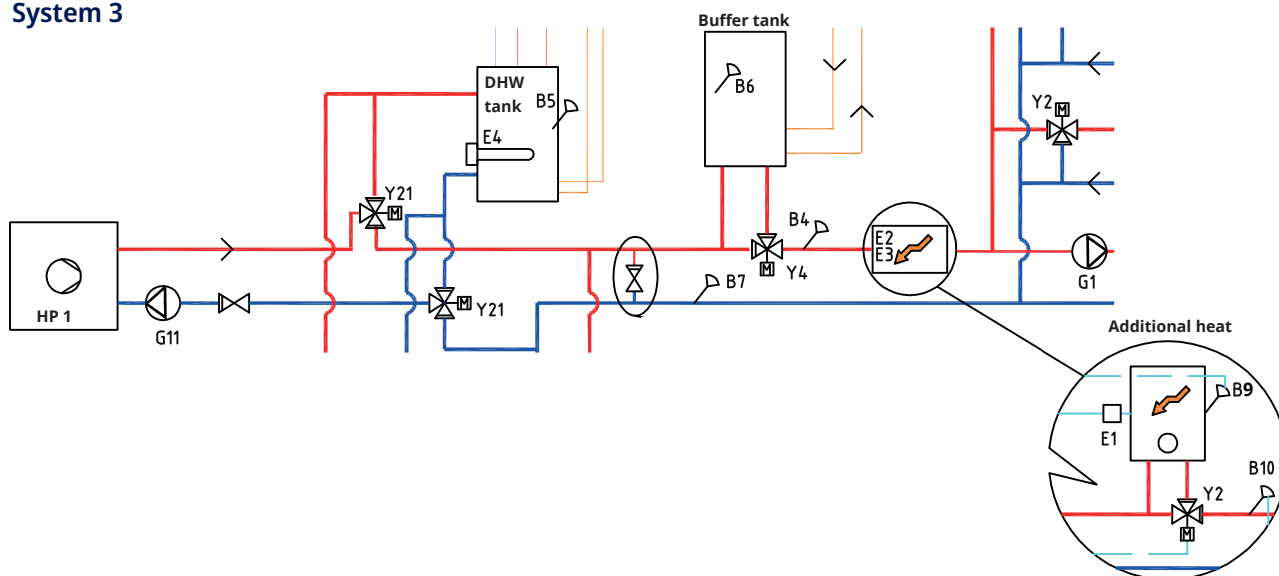 System 3
Buffer tank
DHW
tank
B5
B6
E4
Y2
M
Y21
M
B4
E2
E3
M
Y4
G1
B7
M
Y21
HP 1
G11
Additional heat
B9
E1
B10
Y2
M